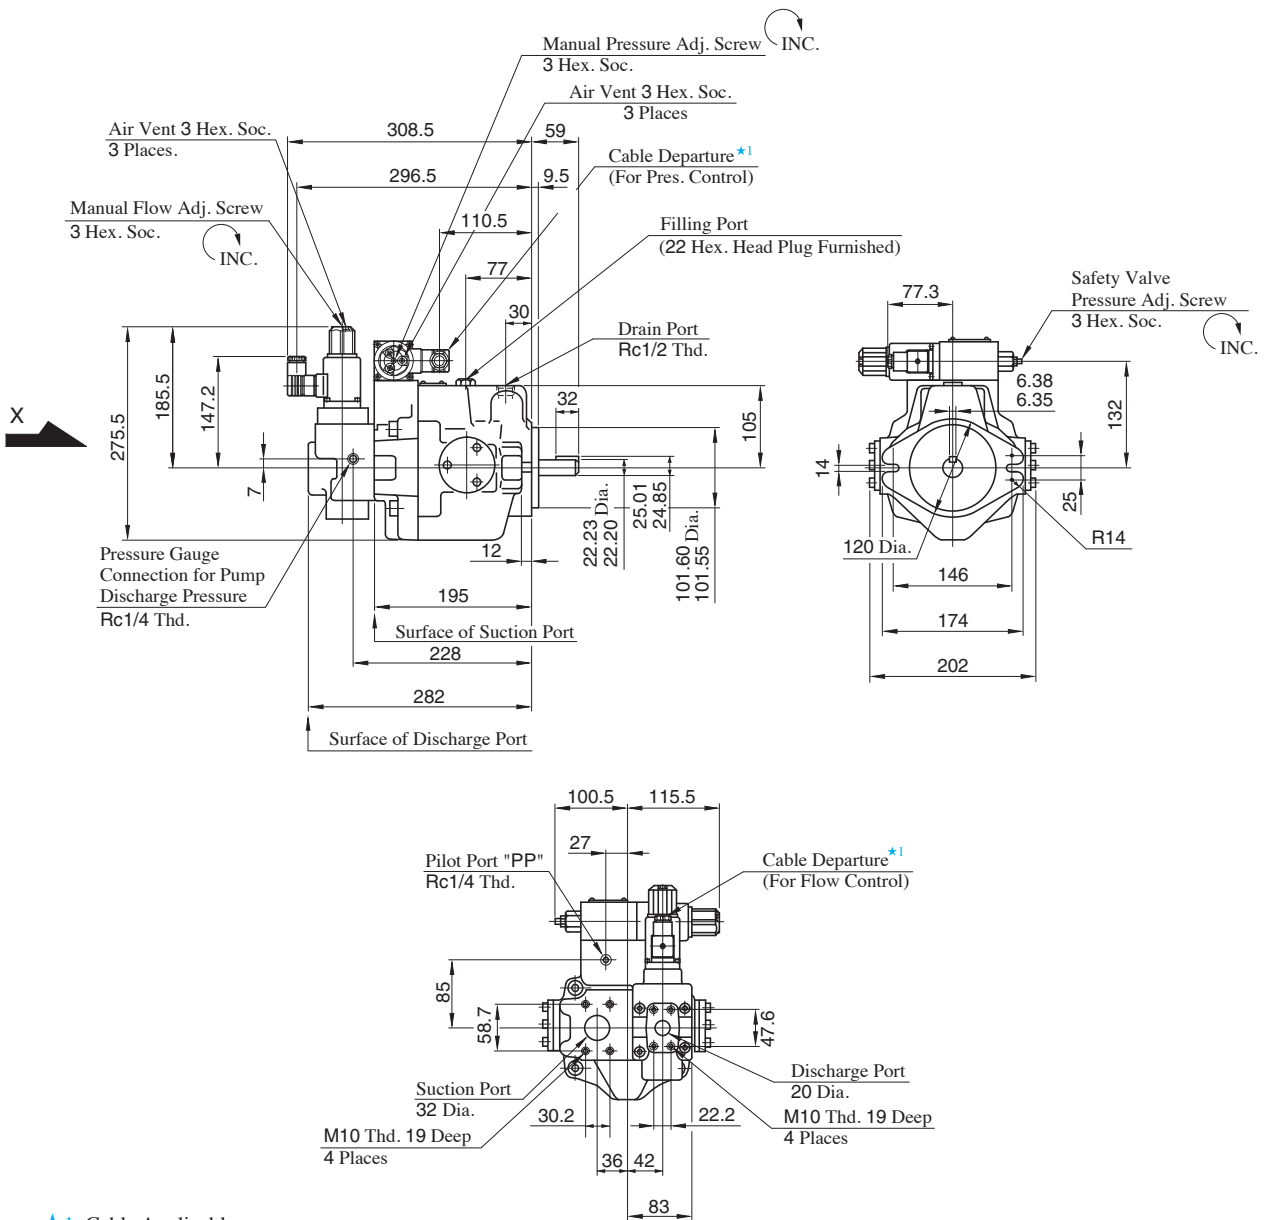 Manual Pressure Adj. Screw
3 Hex. Soc.
INC.
Air Vent 3 Hex. Soc.
3 Places
Air Vent 3 Hex. Soc.
3 Places.
308.5
59
Cable Departure★1
(For Pres. Control)
296.5
9.5
Manual Flow Adj. Screw
3 Hex. Soc.
INC.
110.5
Filling Port
(22 Hex. Head Plug Furnished)
77
30
Drain Port
Rc1/2 Thd.
Safety Valve
Pressure Adj. Screw
3 Hex. Soc.
INC.
77.3
6.38
6.35
132
X
275.5
185.5
147.2
7
32
105
14
25
R14
120 Dia.
146
174
202
22.23 Dia.
22.20
25.01
24.85
101.60 Dia.
101.55
12
Pressure Gauge
Connection for Pump
Discharge Pressure
Rc1/4 Thd.
195
Surface of Suction Port
228
282
Surface of Discharge Port
100.5
115.5
27
Pilot Port "PP"
Rc1/4 Thd.
Cable Departure★1
(For Flow Control)
85
58.7
47.6
Suction Port
32 Dia.
Discharge Port
20 Dia.
M10 Thd. 19 Deep
4 Places
30.2
22.2
M10 Thd. 19 Deep
4 Places
36
42
83